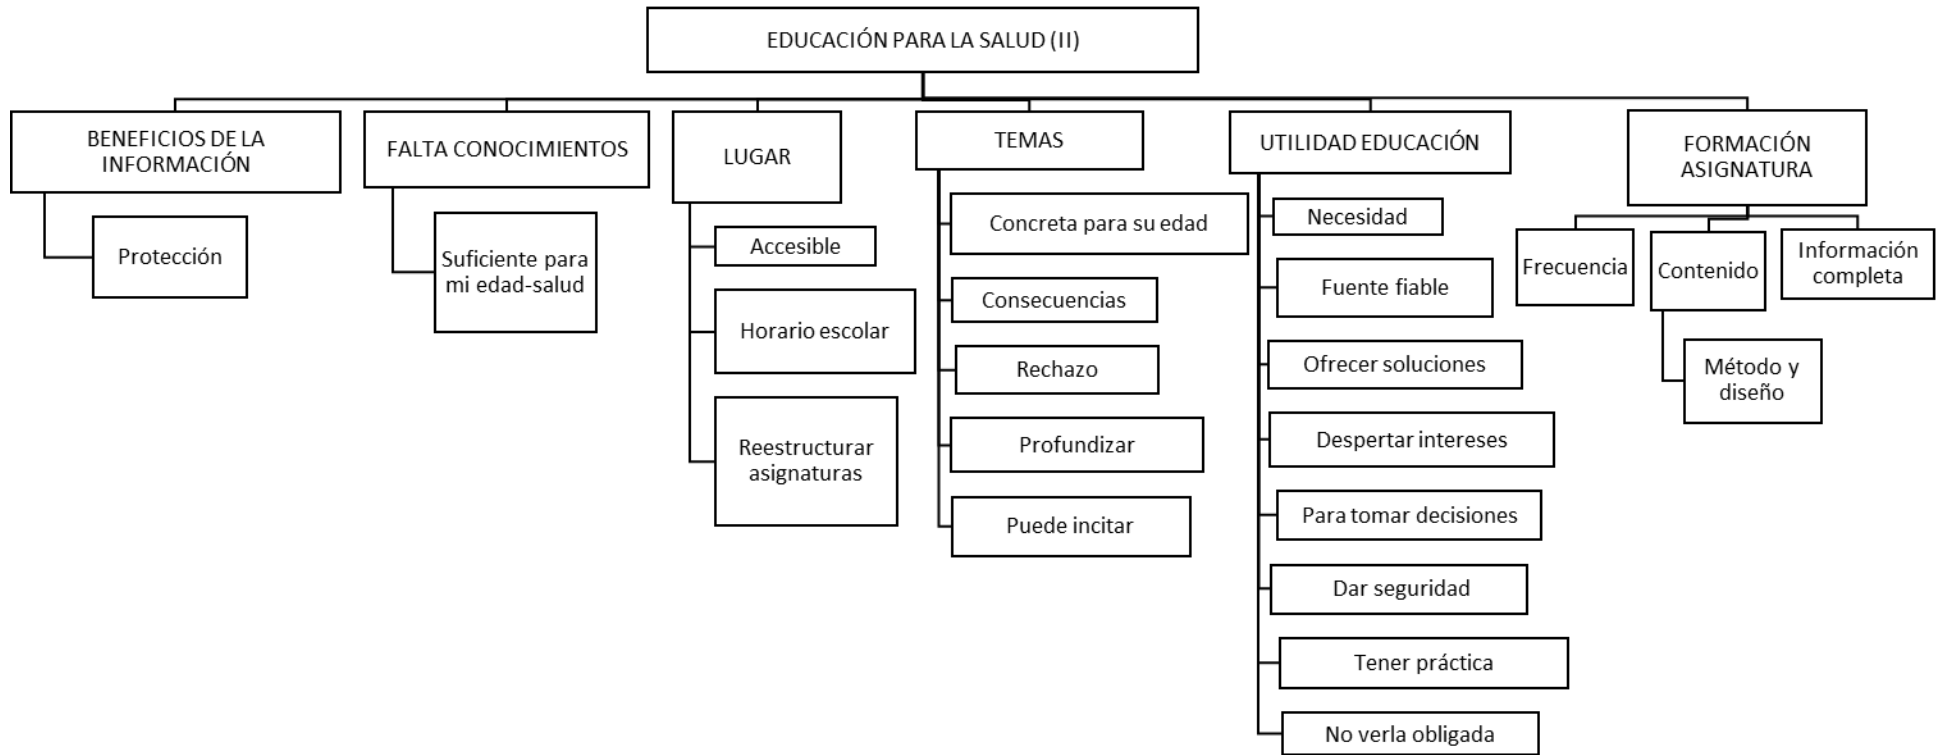 EDUCACIÓN PARA LA SALUD (II)
BENEFICIOS DE LA
INFORMACIÓN
Protección
FALTA CONOCIMIENTOS
Suficiente para
mi edad-salud
LUGAR
Accesible
Horario escolar
Reestructurar
asignaturas
TEMAS
Concreta para su edad
Consecuencias
Rechazo
Profundizar
Puede incitar
UTILIDAD EDUCACIÓN
Necesidad
Fuente fiable
Ofrecer soluciones
Despertar intereses
Para tomar decisiones
Dar seguridad
Tener práctica
No verla obligada
FORMACIÓN
ASIGNATURA
Frecuencia
Contenido
Método y
diseño
Información
completa